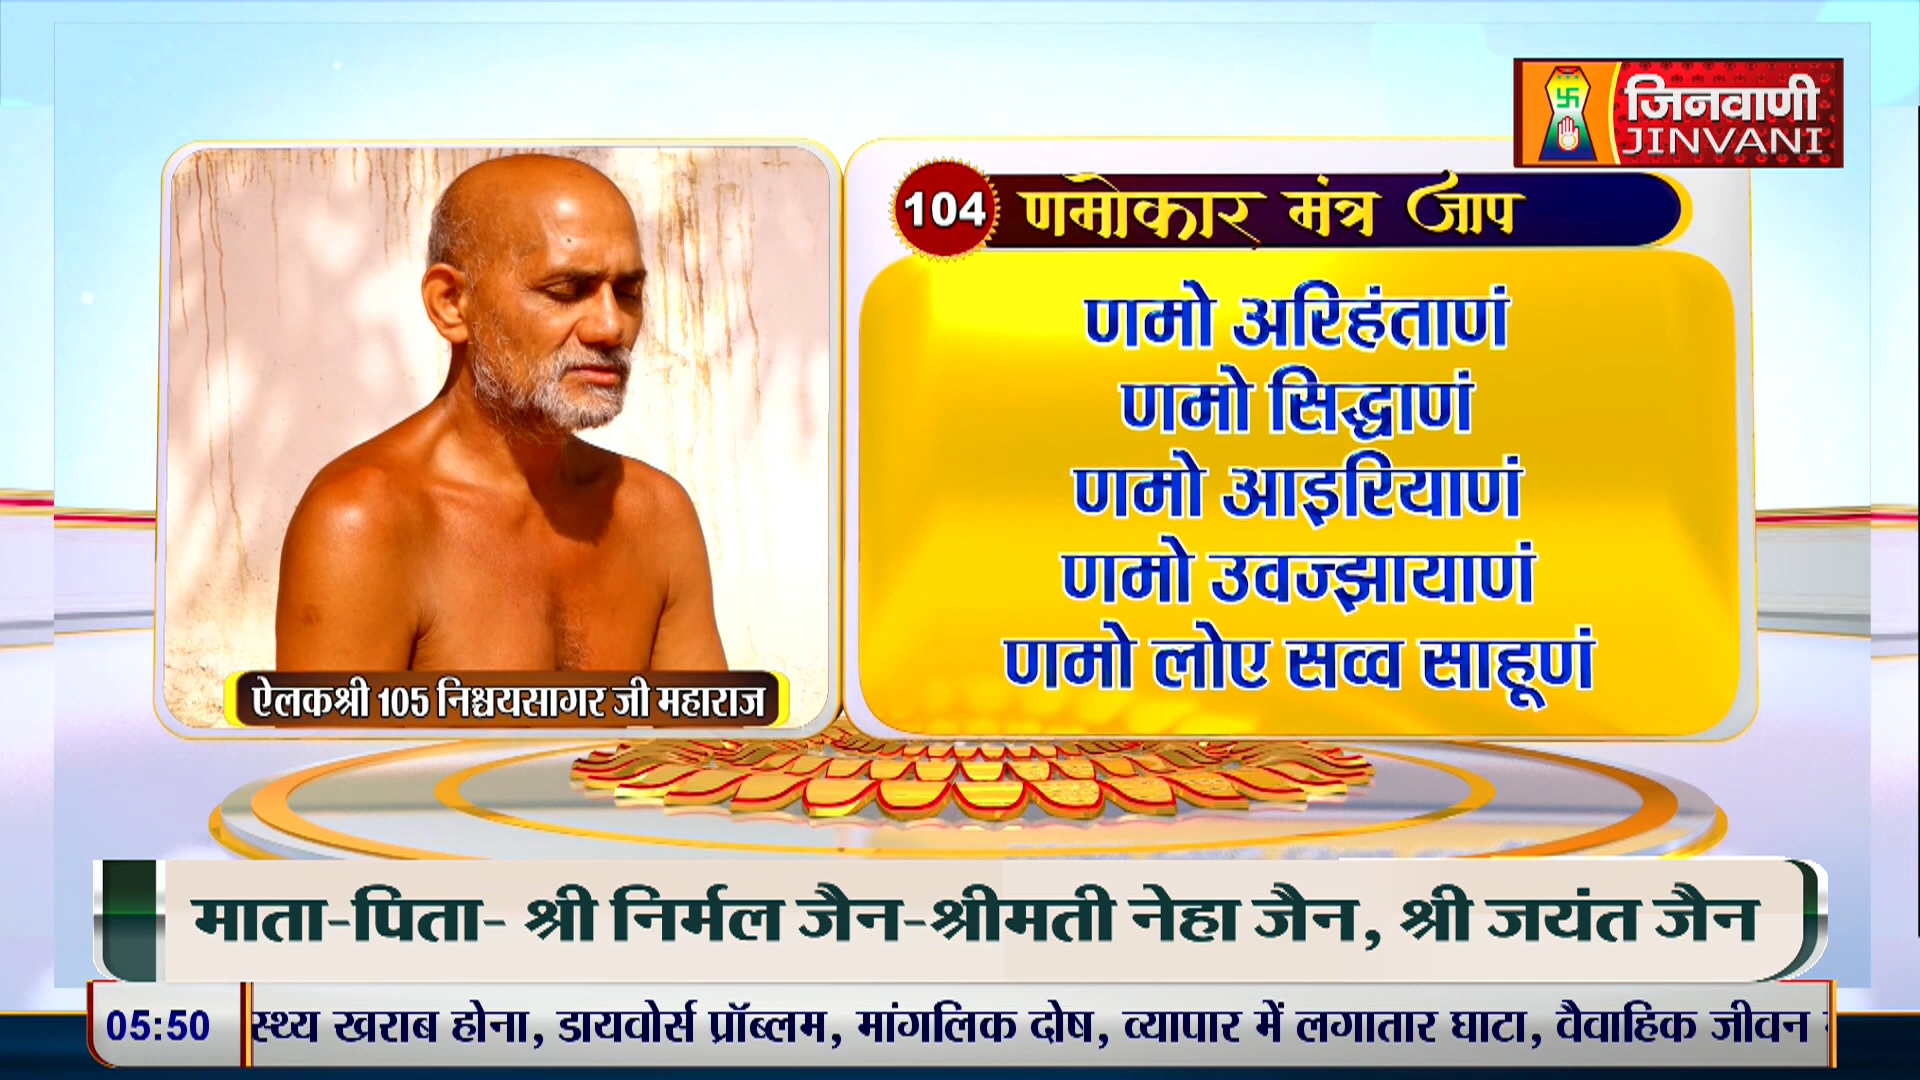 जिनवाणी
JINVANI
104 णमोकार मंत्र जाप
णमो अरिहंताणं
णमो सिद्धाणं
णमो आइरियाणं
णमो उवज्झायाणं
णमो लोए सव्व साहूणं
ऐलकश्री 105 निश्चयसागर जी महाराज
माता-पिता- श्री निर्मल जैन-श्रीमती नेहा जैन, श्री जयंत जैन
05:50 स्थ्य खराब होना, डायवोर्स प्रॉब्लम, मांगलिक दोष, व्यापार में लगातार घाटा, वैवाहिक जीवन